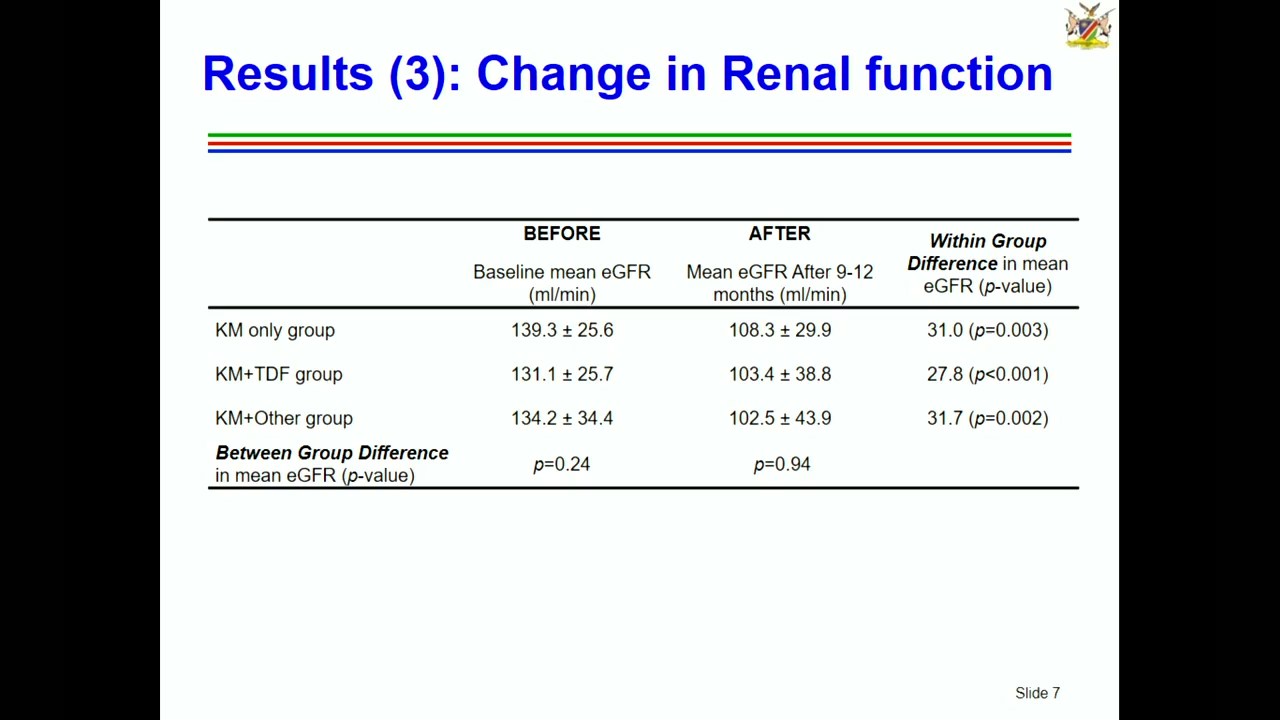 Results (3): Change in Renal function
BEFORE
Baseline mean eGFR
(ml/min)
AFTER
Mean eGFR After 9-12
months (ml/min)
Within Group
Difference in mean
eGFR (p-value)
KM only group 139.3 ± 25.6 108.3 ± 29.9 31.0 (p=0.003)
KM+TDF group 131.1 ± 25.7 103.4 ± 38.8 27.8 (p<0.001)
KM+Other group 134.2 ± 34.4 102.5 ± 43.9 31.7 (p=0.002)
Between Group Difference
in mean eGFR (p-value) p=0.24 p=0.94
Slide 7